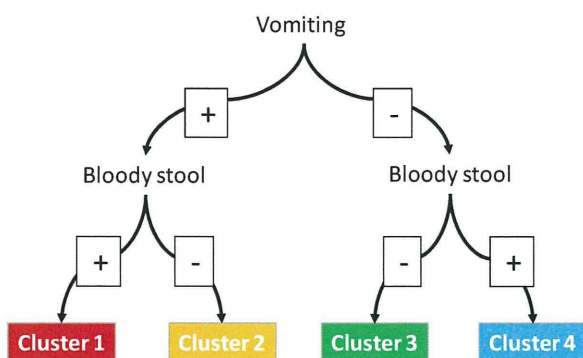 Vomiting
+ -
Bloody stool Bloody stool
+ - - +
Cluster 1 Cluster 2 Cluster 3 Cluster 4